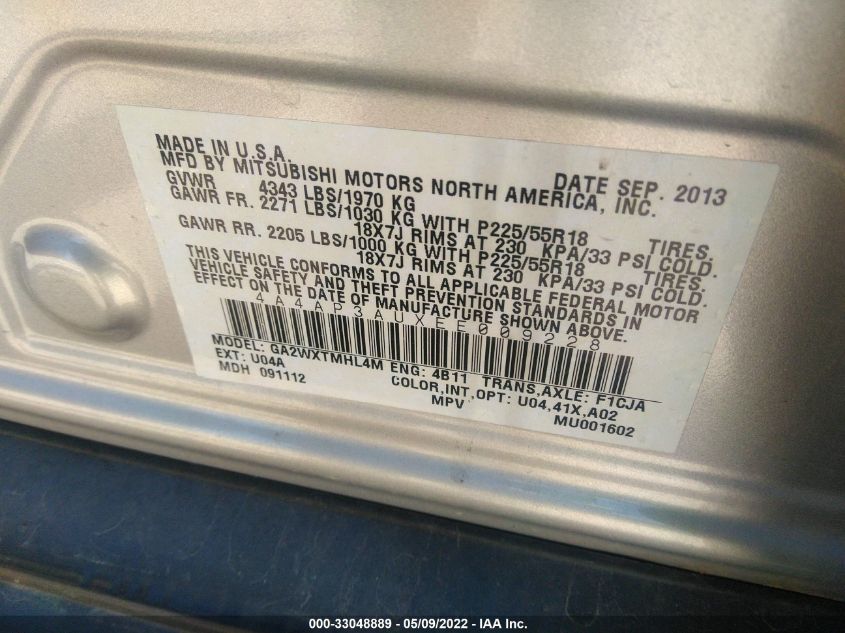 MADE IN U.S.A. DATE SEP. 2013
MFD BY MITSUBISHI MOTORS NORTH AMERICA, INC.
GVWR 4343 LBS/1970 KG
GAWR FR. 2271 LBS/1030 KG WITH P225/55R18 TIRES.
18X7J RIMS AT 230 KPA/33 PSI COLD.
GAWR RR. 2205 LBS/1000 KG WITH P225/55R18 TIRES.
18X7J RIMS AT 230 KPA/33 PSI COLD.
THIS VEHICLE CONFORMS TO ALL APPLICABLE FEDERAL MOTOR
VEHICLE SAFETY AND THEFT PREVENTION STANDARDS IN
EFFECT ON THE DATE OF MANUFACTURE SHOWN ABOVE.
4A4AP3AUXEE009228
MODEL: GA2WXTMHL4M ENG: 4B11 TRANS,AXLE: F1CJA
EXT: U04A COLOR,INT,OPT: U04,41X,A02
MDH 091112 MPV MU001602
000-33048889 - 05/09/2022 - IAA Inc.